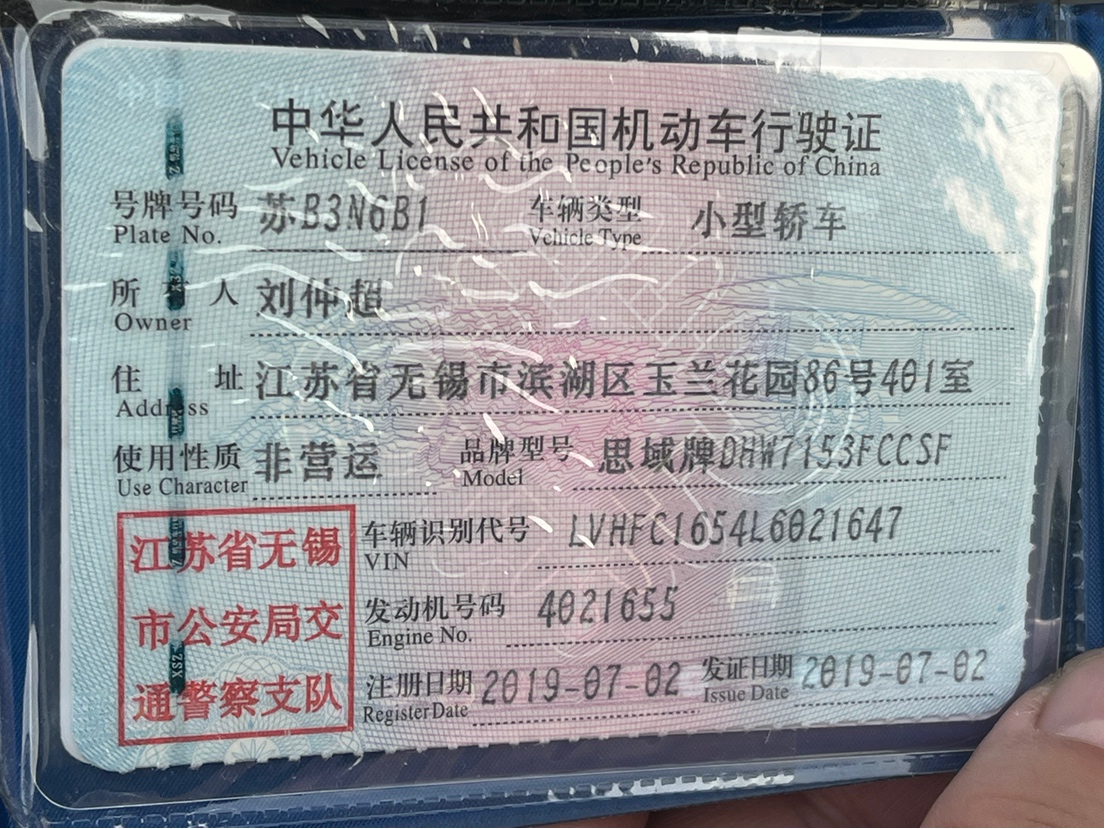 中华人民共和国机动车行驶证
Vehicle License of the People's Republic of China
号牌号码 苏B3N6B1 车辆类型 小型轿车
Plate No. Vehicle Type
所有人 刘仲超
Owner
住址 江苏省无锡市滨湖区玉兰花园86号401室
Address
使用性质 非营运 品牌型号 思域牌DHW7153FCCSF
Use Character Model
江苏省无锡
市公安局交
通警察支队
车辆识别代号 LVHFC1654L6021647
VIN
发动机号码 4021655
Engine No.
注册日期 2019-07-02 发证日期 2019-07-02
Register Date Issue Date